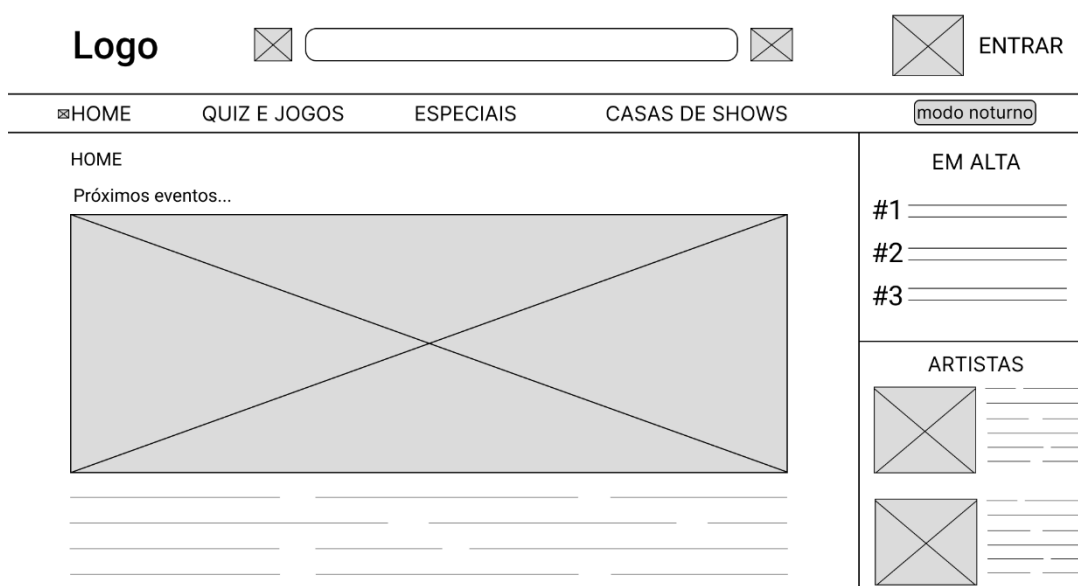 Logo
ENTRAR
HOME
QUIZ E JOGOS
ESPECIAIS
CASAS DE SHOWS
modo noturno
HOME
Próximos eventos...
EM ALTA
#1
#2
#3
ARTISTAS